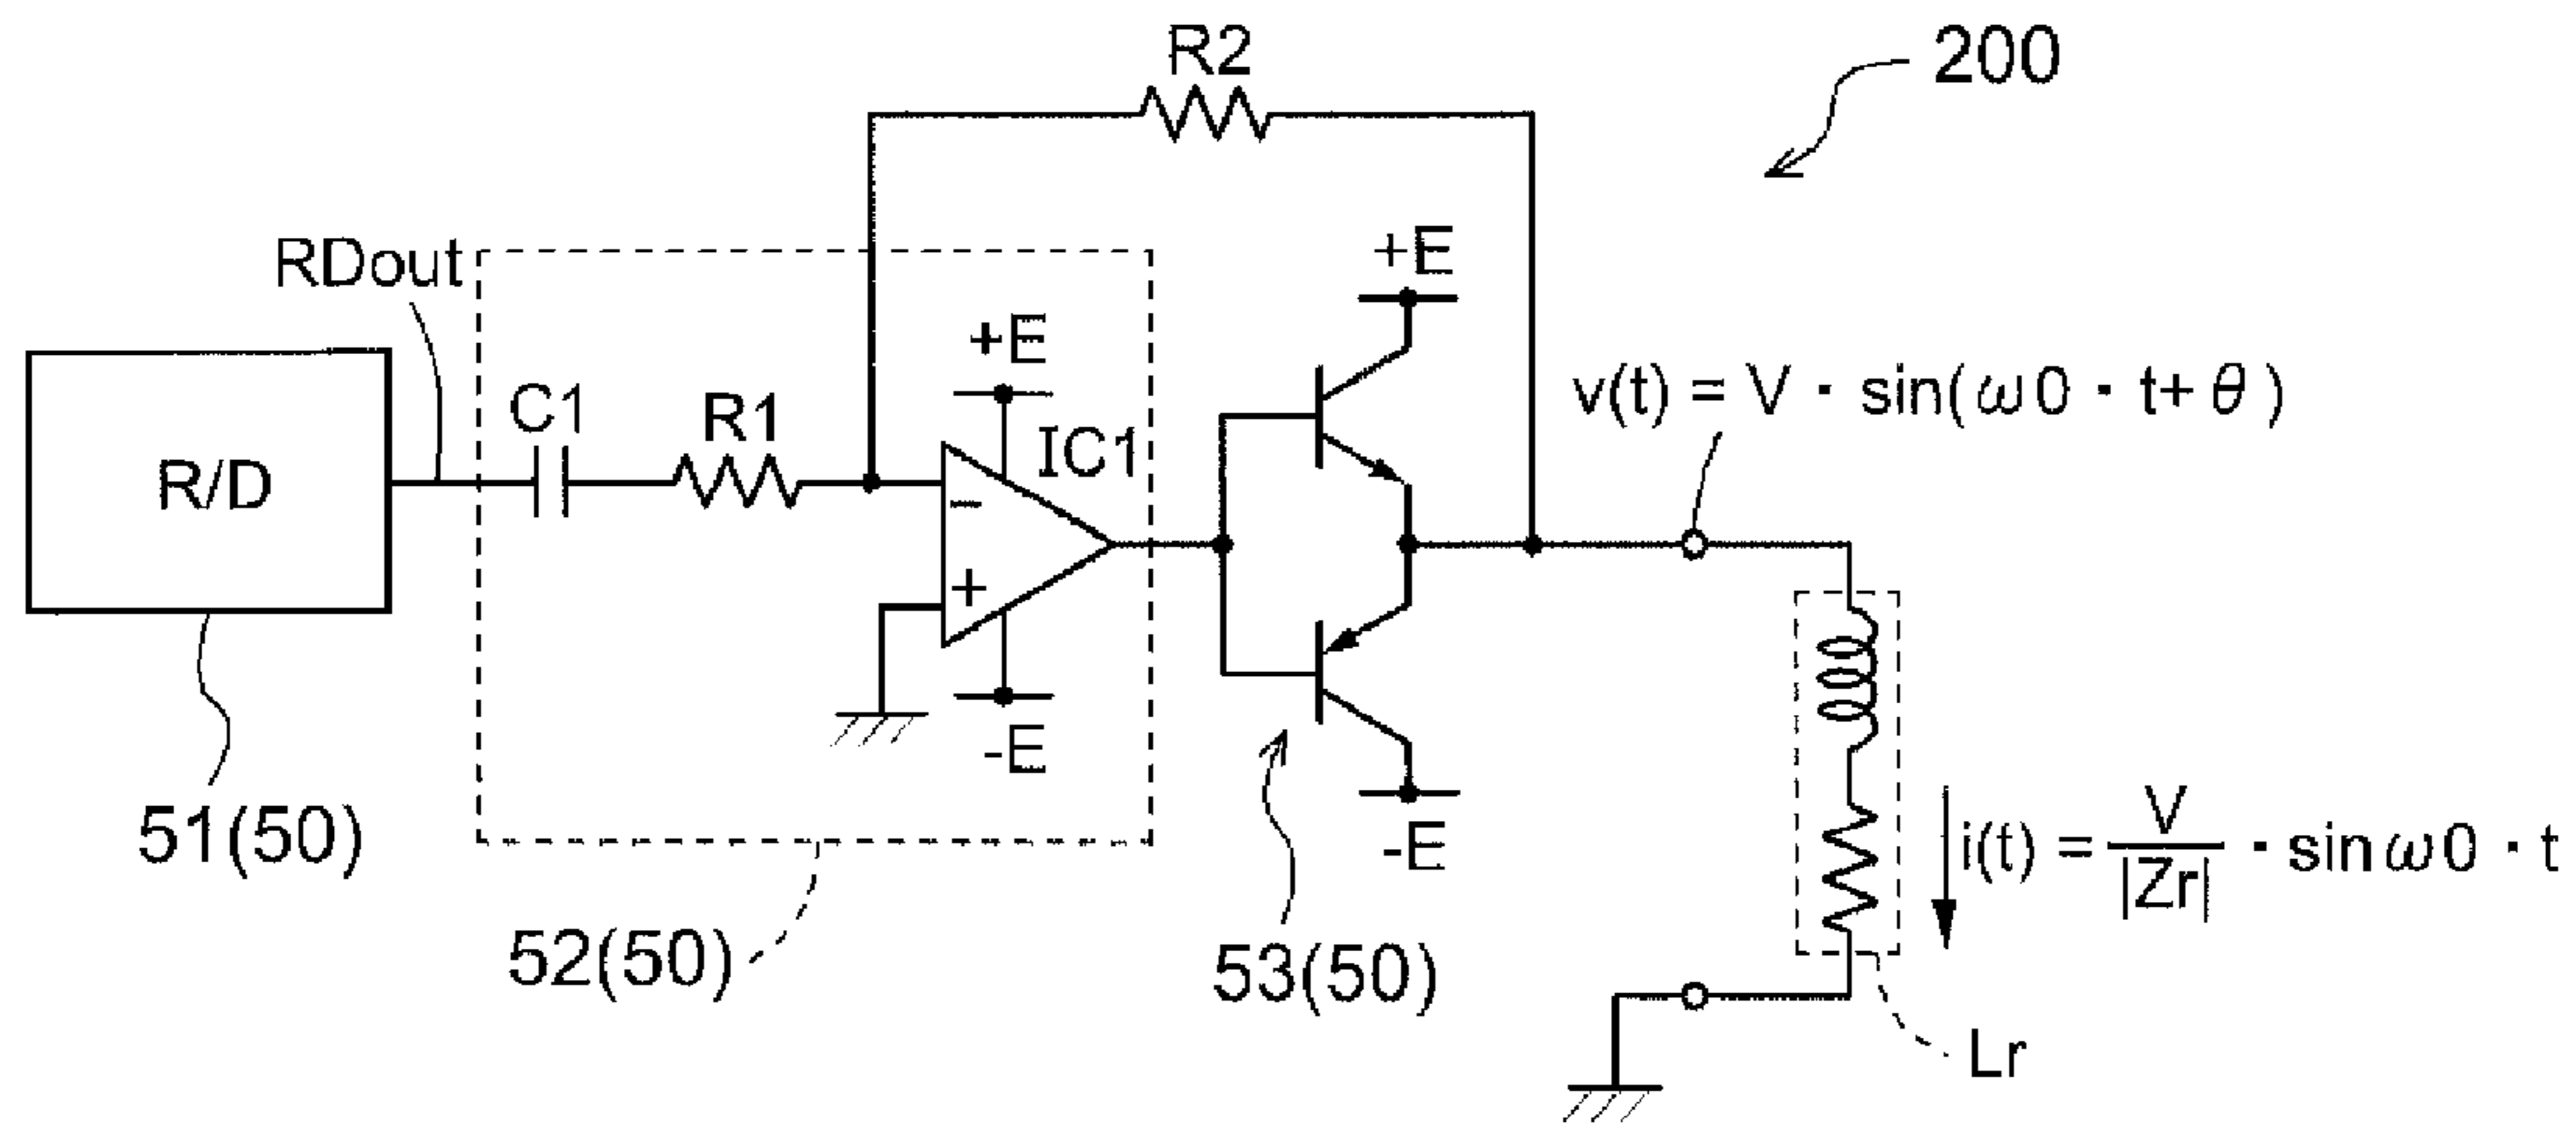 R2
200
RDout
+E
+E
C1
R1
IC1
v(t) = V · sin(ω0 · t+θ)
R/D
−
+
-E
-E
51(50)
i(t) = V/|Zr| · sinω0 · t
52(50)
53(50)
Lr